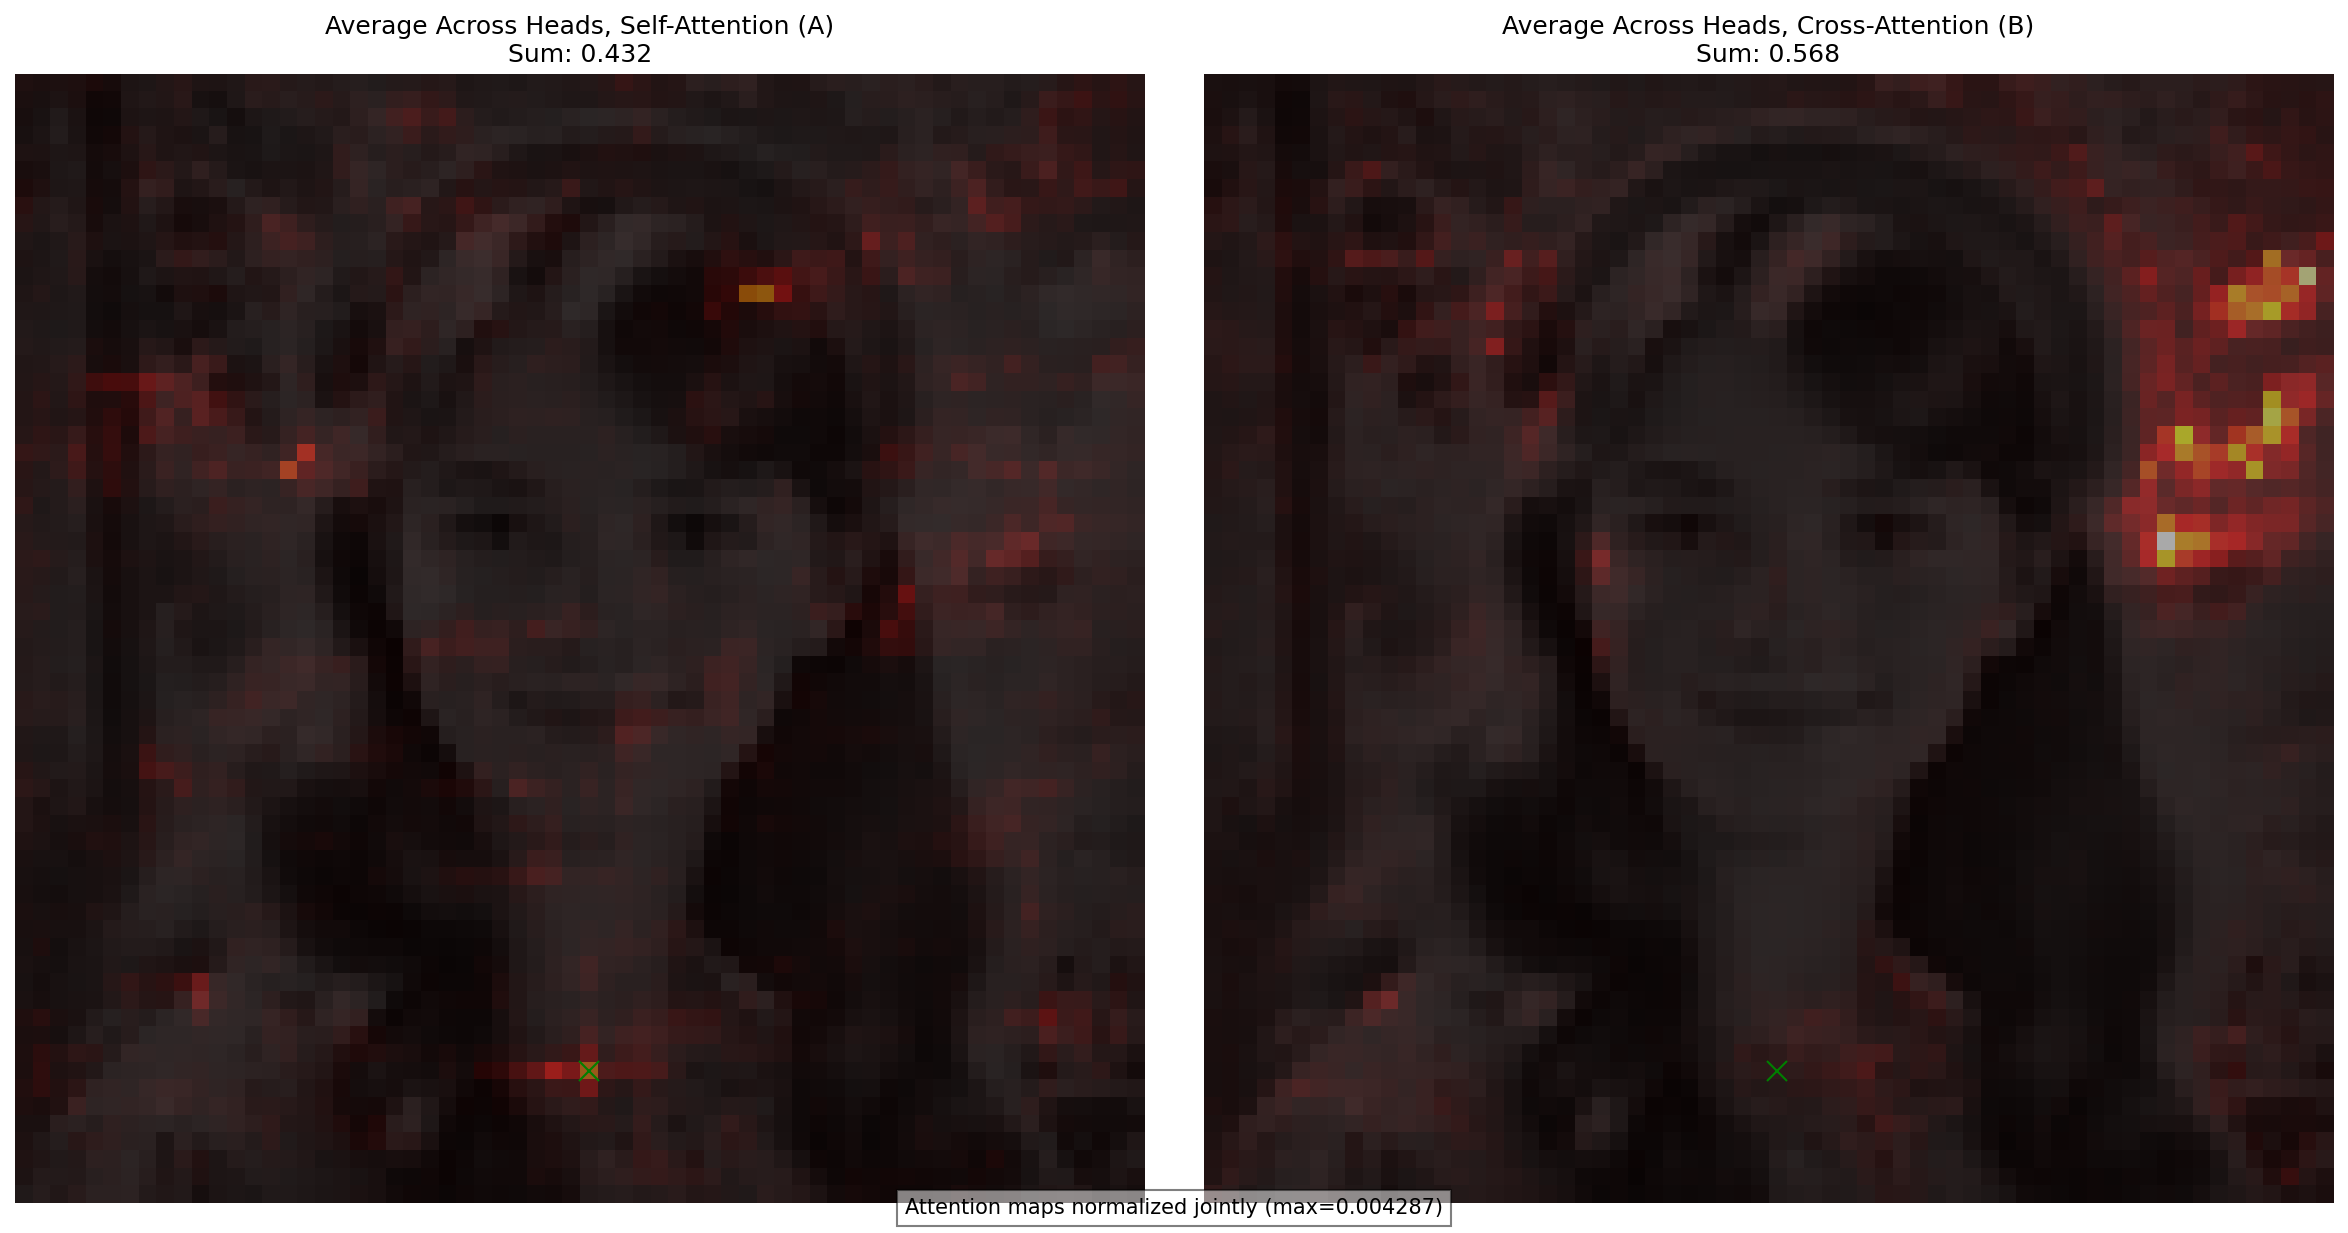 Average Across Heads, Self-Attention (A)
Sum: 0.432
Average Across Heads, Cross-Attention (B)
Sum: 0.568
Attention maps normalized jointly (max=0.004287)